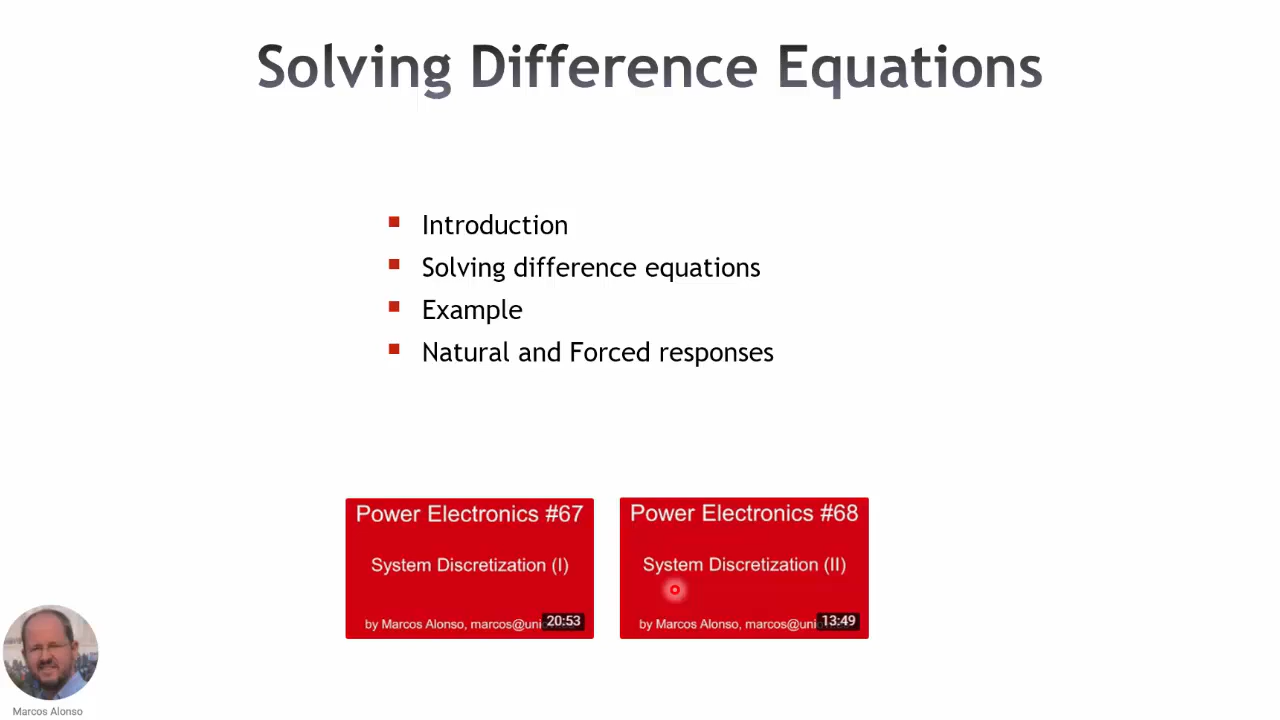 Solving Difference Equations
Introduction
Solving difference equations
Example
Natural and Forced responses
Power Electronics #67
System Discretization (I)
by Marcos Alonso, marcos@uni
20:53
Power Electronics #68
System Discretization (II)
by Marcos Alonso, marcos@uni
13:49
Marcos Alonso